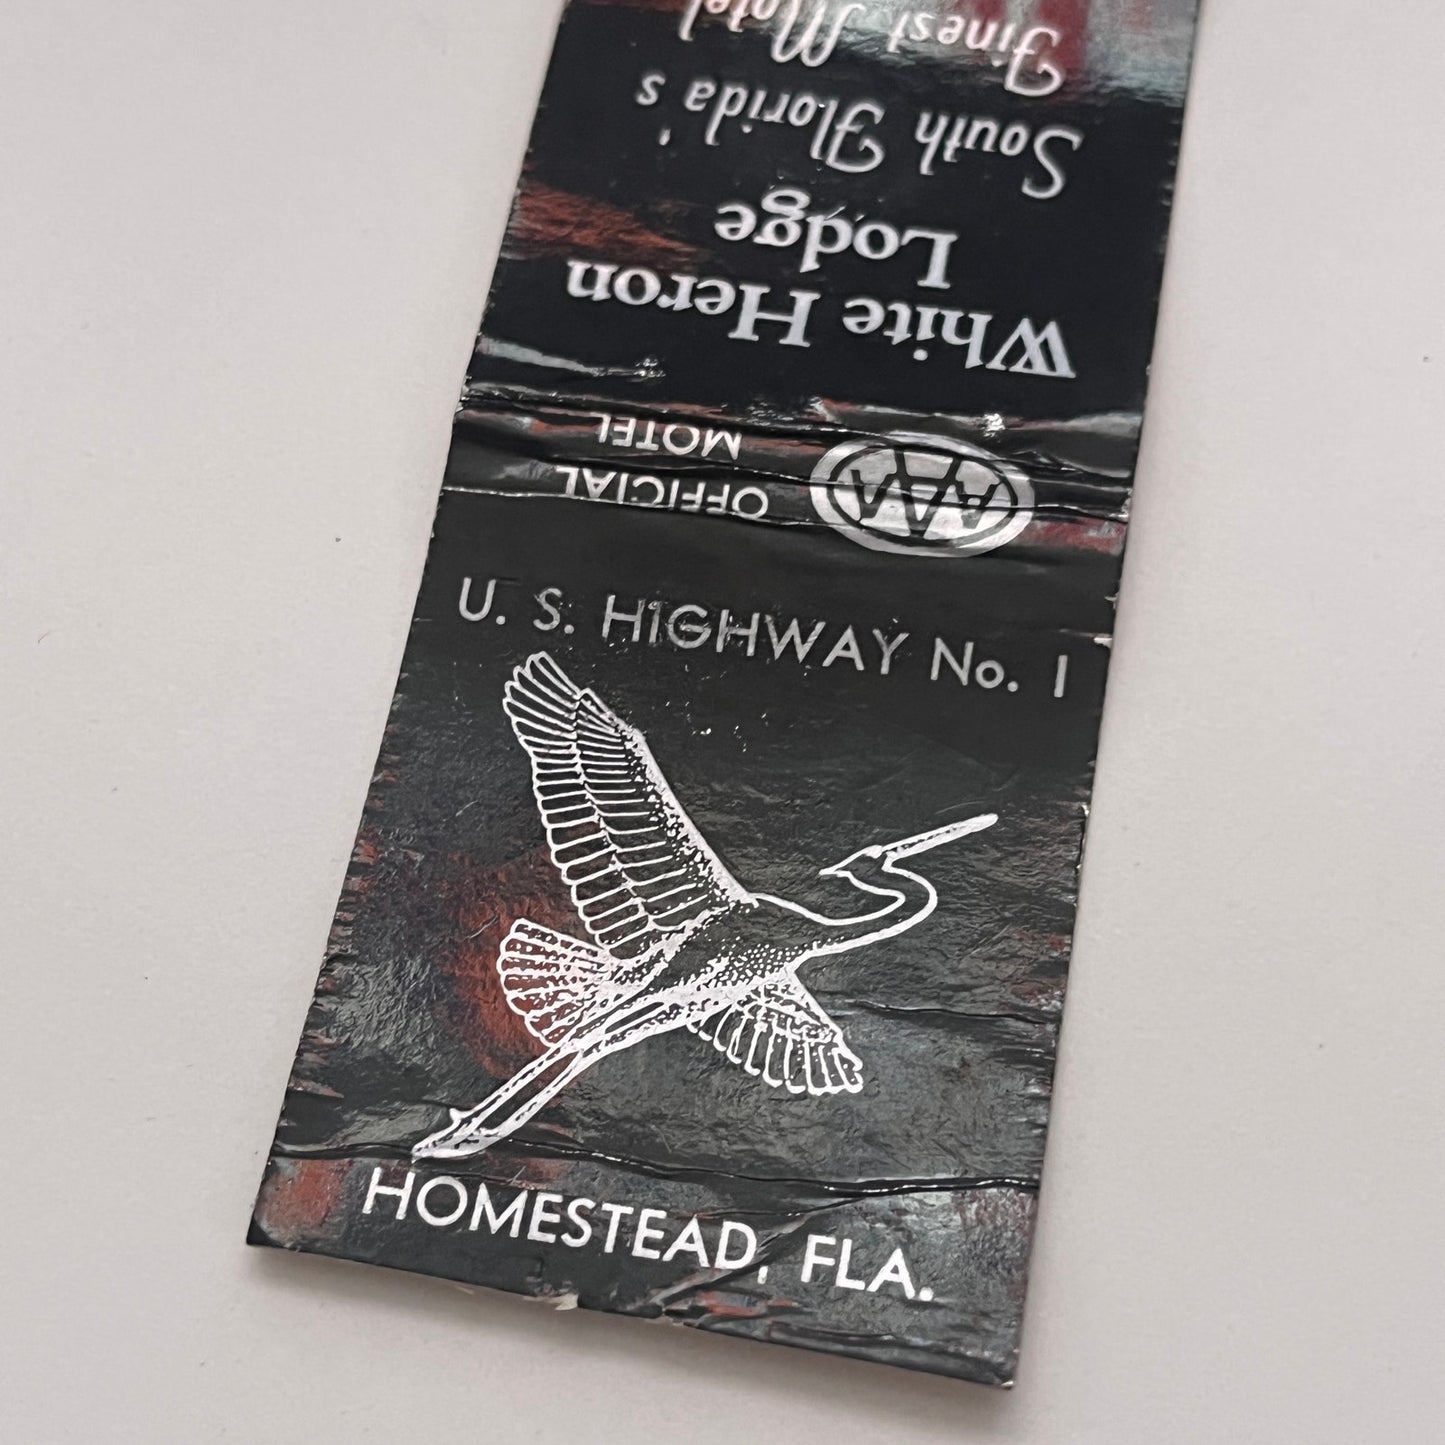 U. S. HIGHWAY No. 1
HOMESTEAD, FLA.
AAA
OFFICIAL
MOTEL
White Heron
Lodge
South Florida's
Finest Motel